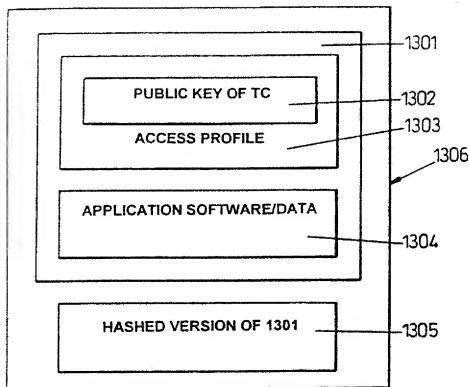 1301
PUBLIC KEY OF TC
1302
ACCESS PROFILE
1303
1306
APPLICATION SOFTWARE/DATA
1304
HASHED VERSION OF 1301
1305